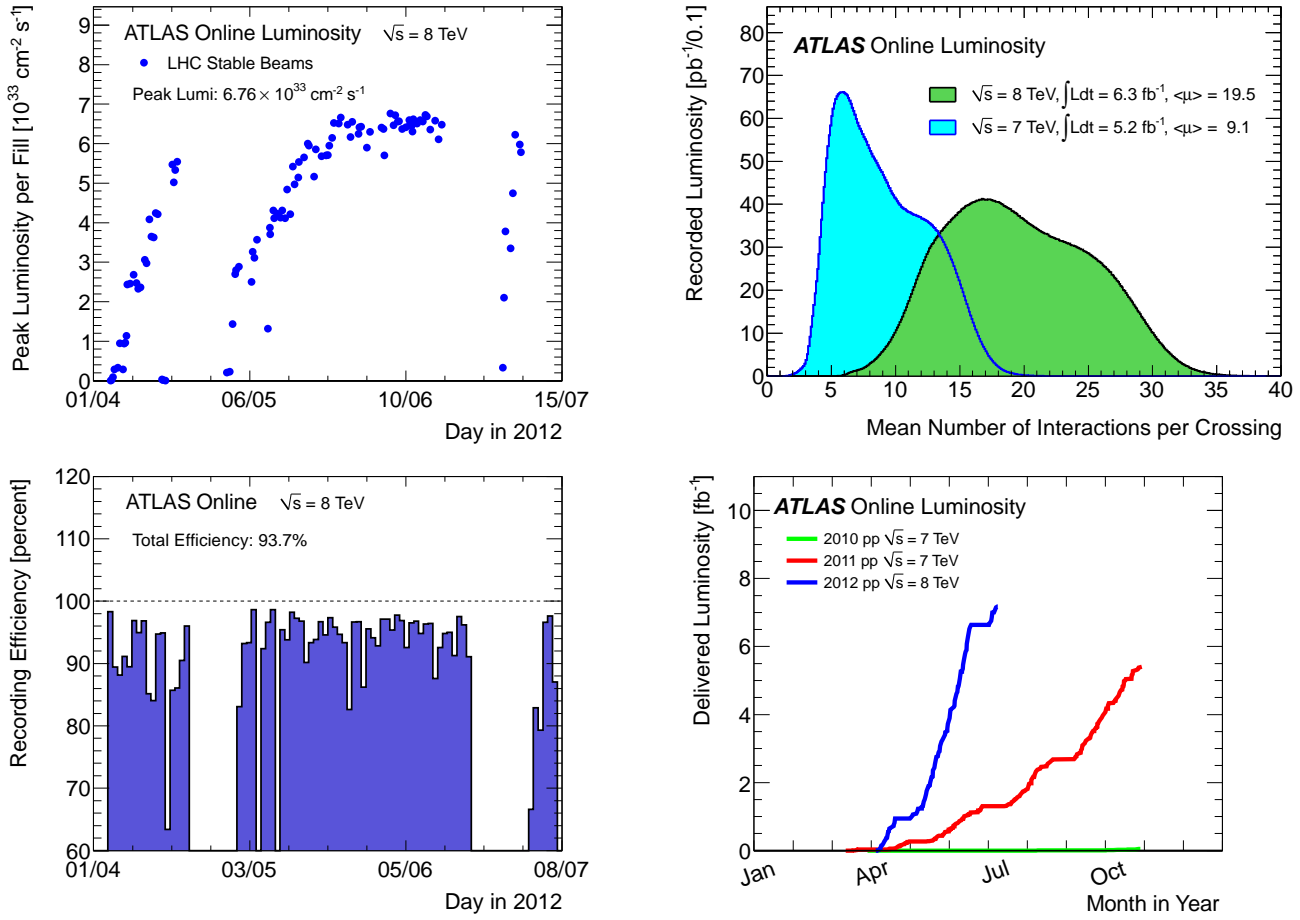 ATLAS Online Luminosity √s = 8 TeV
LHC Stable Beams
Peak Lumi: 6.76 × 10³³ cm⁻² s⁻¹
Peak Luminosity per Fill [10³³ cm⁻² s⁻¹]
9
8
7
6
5
4
3
2
1
0
01/04 06/05 10/06 15/07
Day in 2012
ATLAS Online Luminosity
√s = 8 TeV, ∫Ldt = 6.3 fb⁻¹, <μ> = 19.5
√s = 7 TeV, ∫Ldt = 5.2 fb⁻¹, <μ> = 9.1
Recorded Luminosity [pb⁻¹/0.1]
80
70
60
50
40
30
20
10
0
0 5 10 15 20 25 30 35 40
Mean Number of Interactions per Crossing
ATLAS Online √s = 8 TeV
Total Efficiency: 93.7%
Recording Efficiency [percent]
120
110
100
90
80
70
60
01/04 03/05 05/06 08/07
Day in 2012
ATLAS Online Luminosity
2010 pp √s = 7 TeV
2011 pp √s = 7 TeV
2012 pp √s = 8 TeV
Delivered Luminosity [fb⁻¹]
10
8
6
4
2
0
Jan Apr Jul Oct
Month in Year